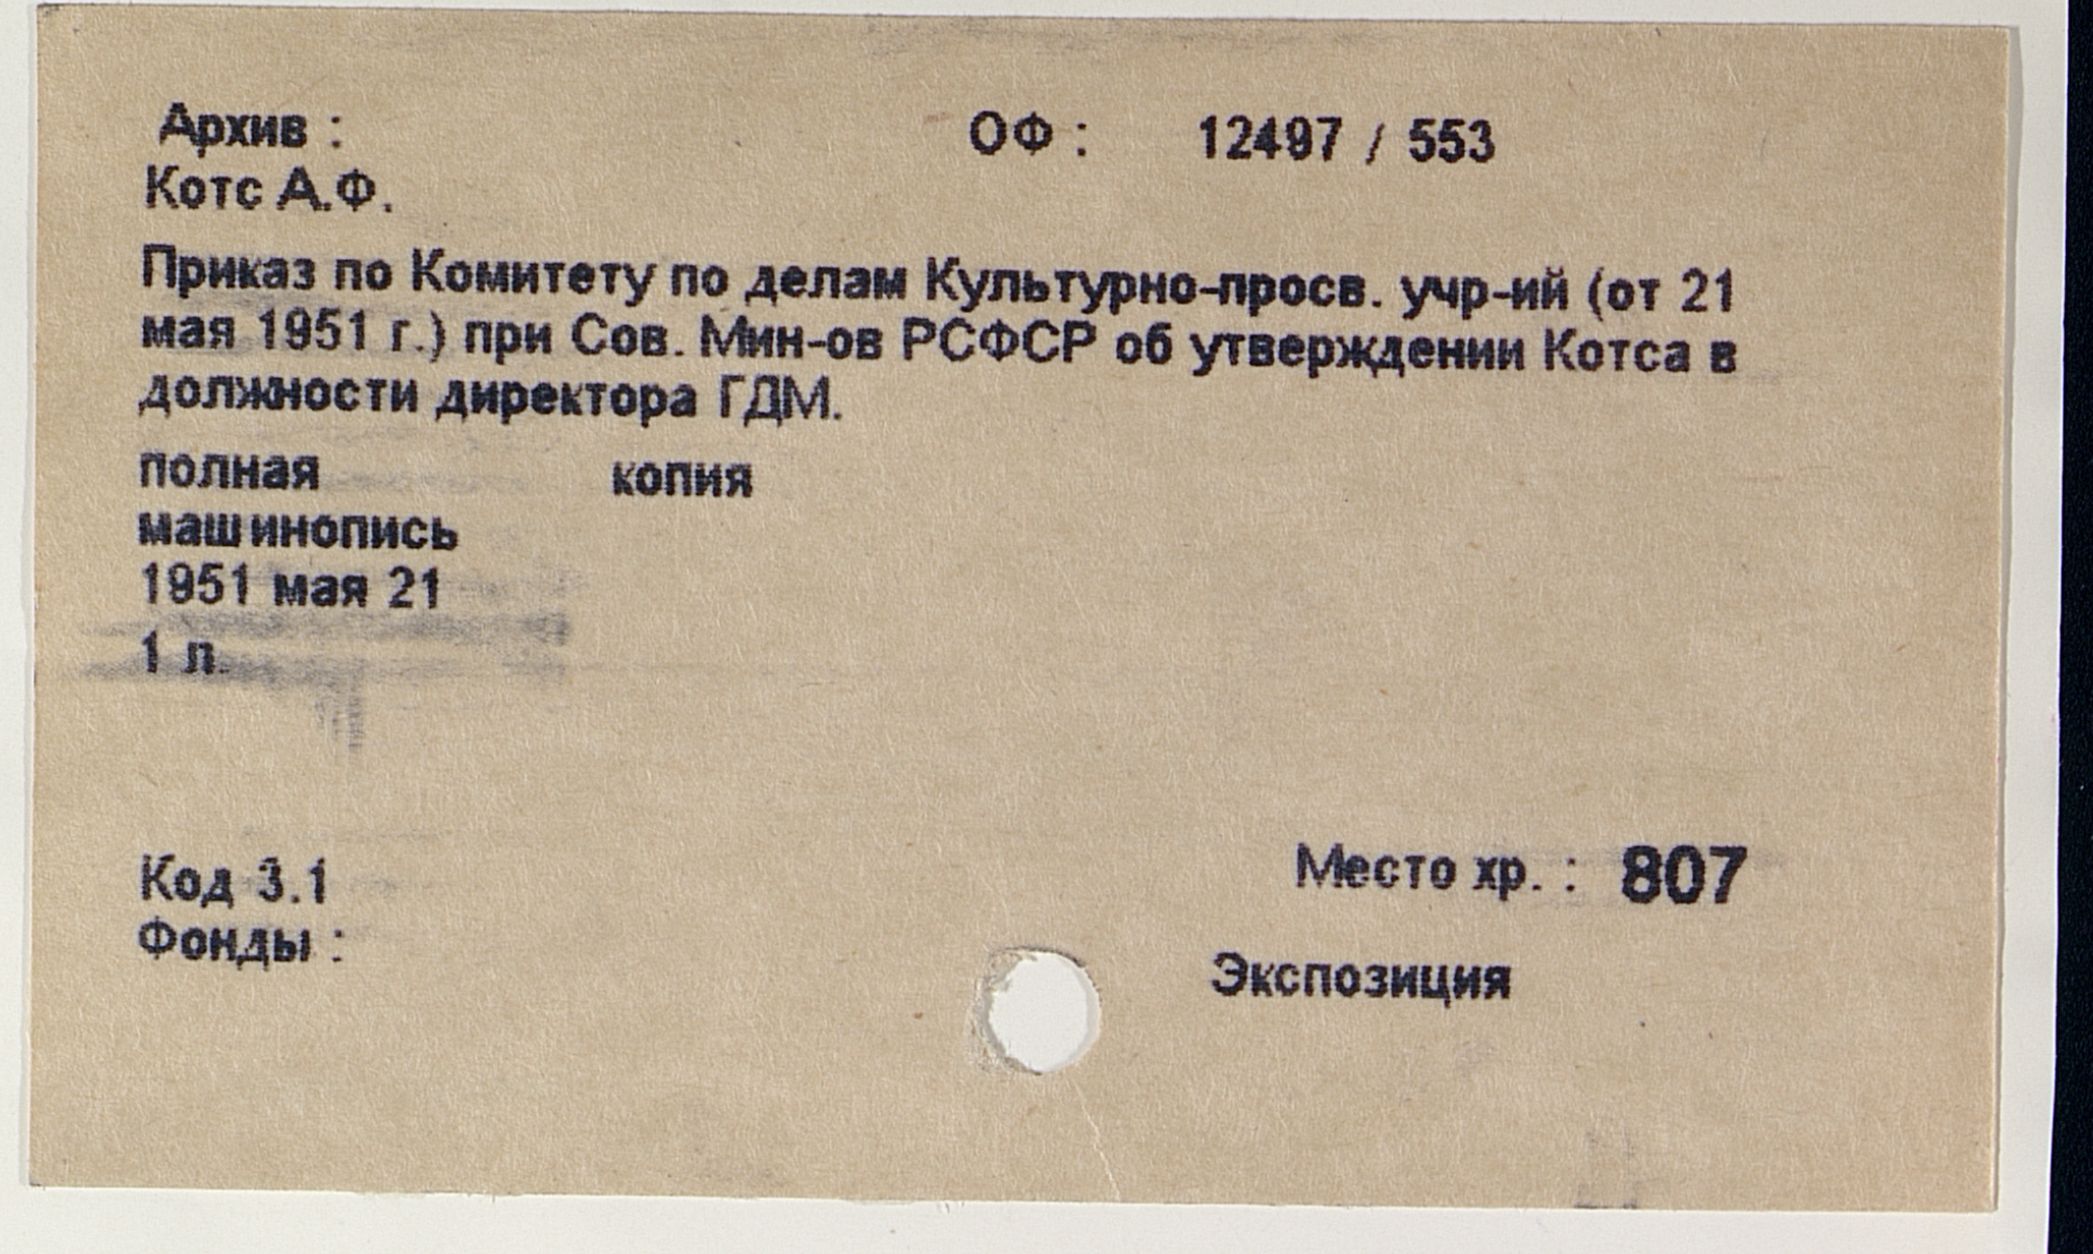 Архив :
ОФ : 12497 / 553
Котс А.Ф.
Приказ по Комитету по делам Культурно-просв. учр-ий (от 21
мая 1951 г.) при Сов. Мин-ов РСФСР об утверждении Котса в
должности директора ГДМ.
полная копия
машинопись
1951 мая 21
1 л.
Код 3.1
Место хр. : 807
Фонды :
Экспозиция